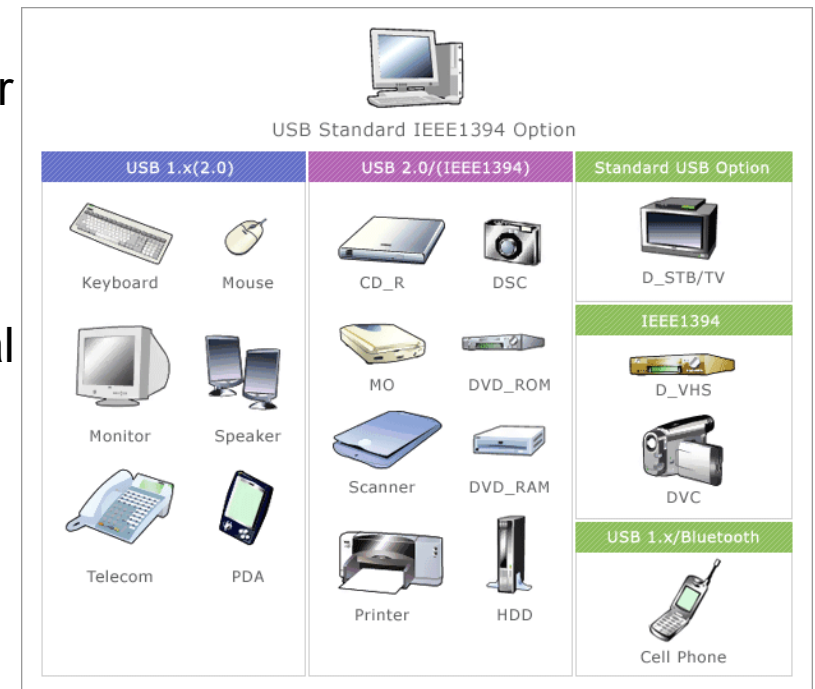 r
al
USB Standard IEEE1394 Option
USB 1.x(2.0)
Keyboard
Mouse
Monitor
Speaker
Telecom
PDA
USB 2.0/(IEEE1394)
CD_R
DSC
MO
DVD_ROM
Scanner
DVD_RAM
Printer
HDD
Standard USB Option
D_STB/TV
IEEE1394
D_VHS
DVC
USB 1.x/Bluetooth
Cell Phone